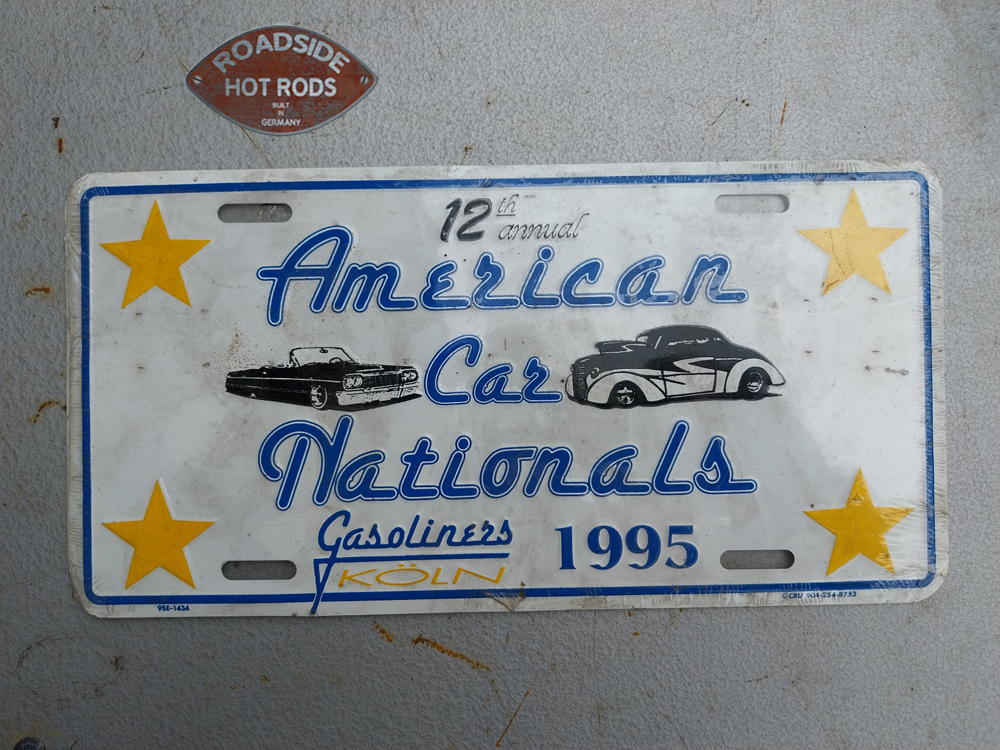 ROADSIDE
HOT RODS
BUILT
IN
GERMANY
12th annual
American
Car
Nationals
Gasoliners
KÖLN
1995
95E-1434
© CRU 904-254-8753